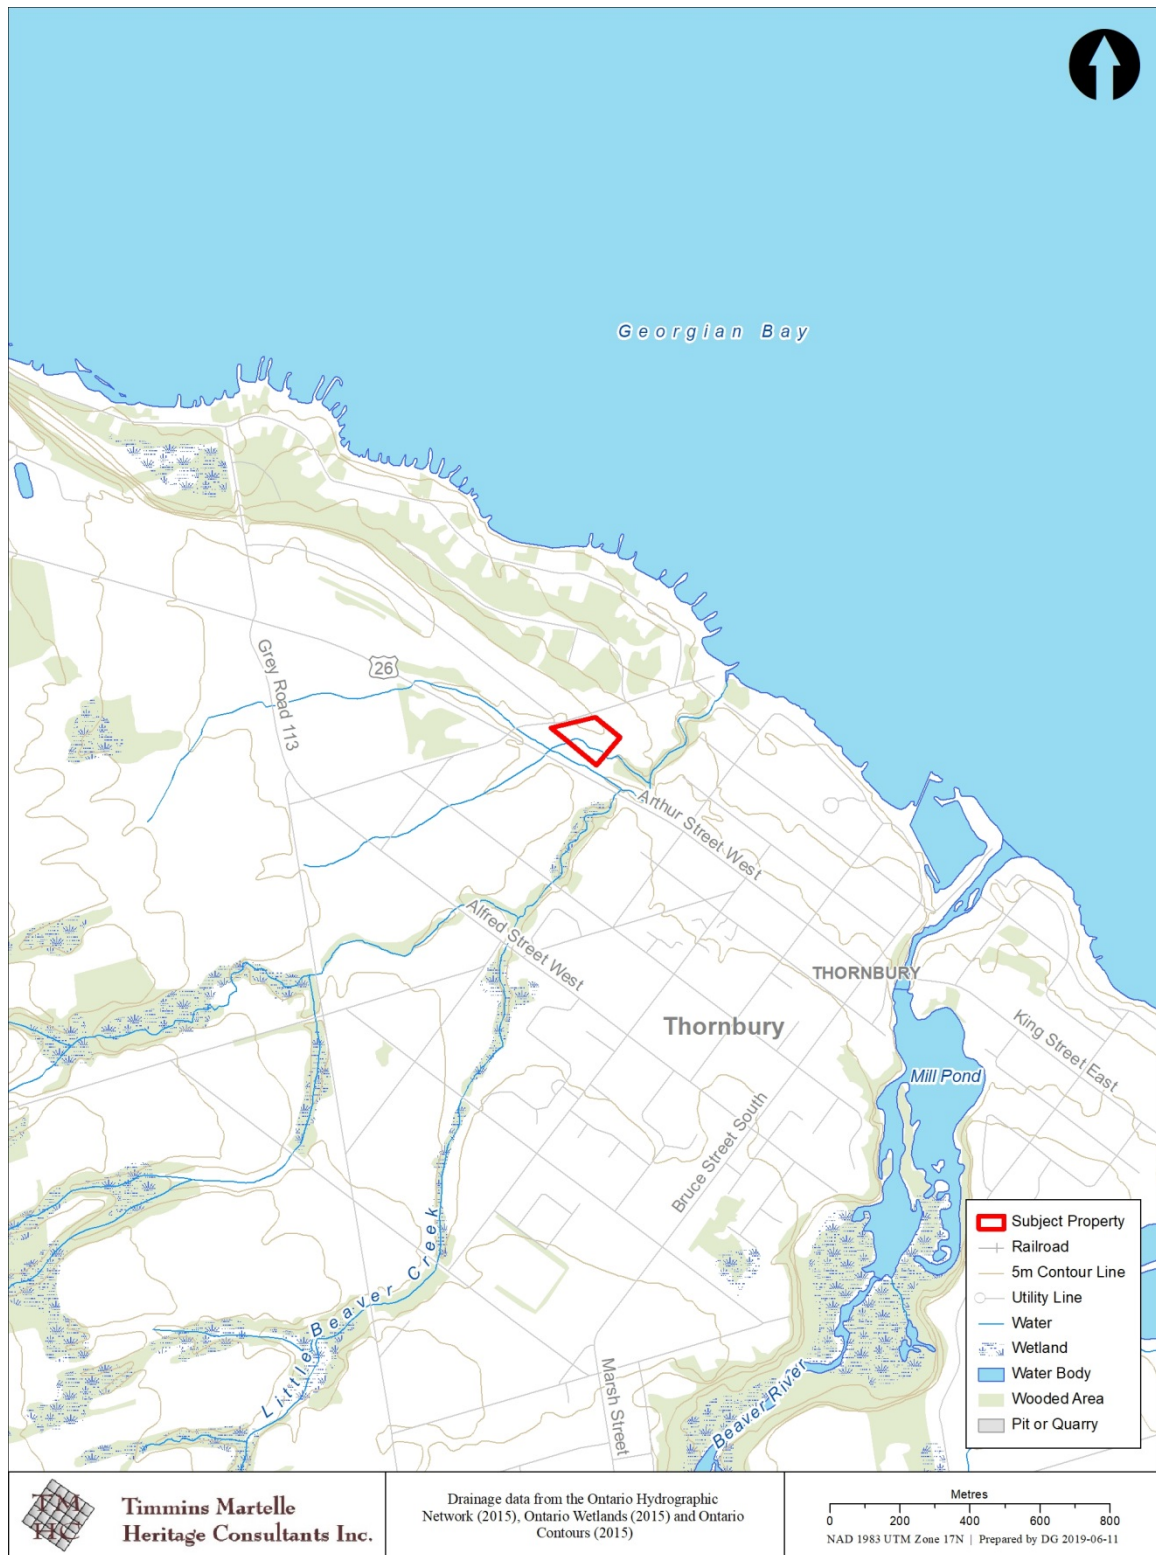 Georgian Bay
26
Grey Road 113
Arthur Street West
Alfred Street West
THORNBURY
Thornbury
King Street East
Mill Pond
Bruce Street South
Little Beaver Creek
Marsh Street
Beaver River
Subject Property
Railroad
5m Contour Line
Utility Line
Water
Wetland
Water Body
Wooded Area
Pit or Quarry
TM
HC
Timmins Martelle
Heritage Consultants Inc.
Drainage data from the Ontario Hydrographic
Network (2015), Ontario Wetlands (2015) and Ontario
Contours (2015)
Metres
0 200 400 600 800
NAD 1983 UTM Zone 17N | Prepared by DG 2019-06-11